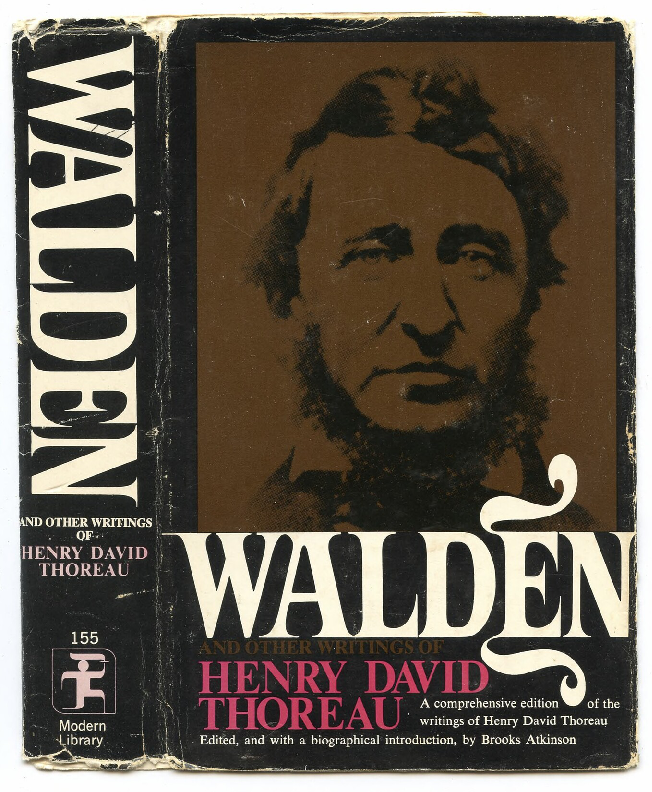 WALDEN
AND OTHER WRITINGS
OF
HENRY DAVID
THOREAU
155
Modern
Library
WALDEN
AND OTHER WRITINGS OF
HENRY DAVID
THOREAU
A comprehensive edition of the
writings of Henry David Thoreau
Edited, and with a biographical introduction, by Brooks Atkinson